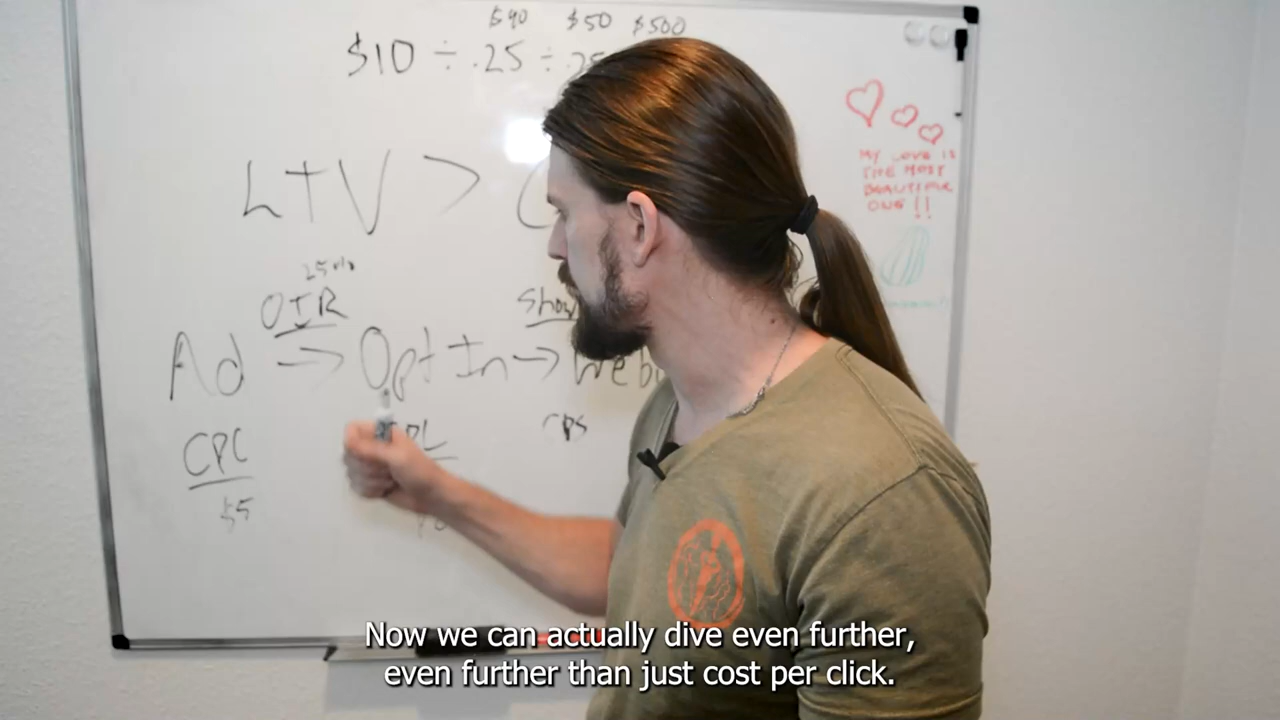 $40 $50 $500
$10 ÷ .25 ÷ .25
LTV > C
25%
OTR Show
Ad → Opt In → Webi
CPC CPL CPS
$5
MY LOVE IS
THE MOST
BEAUTIFUL
ONE!!
Now we can actually dive even further,
even further than just cost per click.